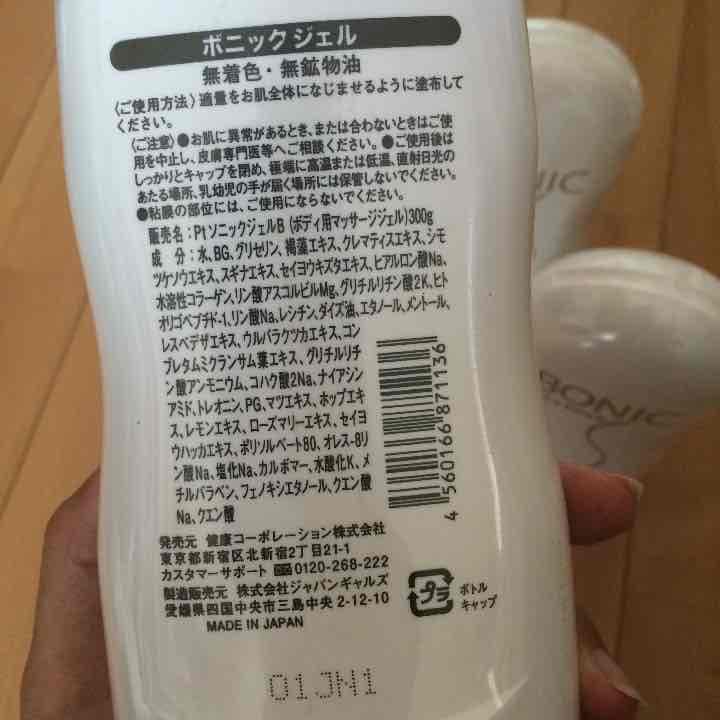 ボニックジェル
無着色・無鉱物油
〈ご使用方法〉適量をお肌全体になじませるように塗布して
ください。
〈ご注意〉●お肌に異常があるとき、または合わないときはご使
用を中止し、皮膚専門医等へご相談ください。●ご使用後は
しっかりとキャップを閉め、極端に高温または低温、直射日光の
あたる場所、乳幼児の手が届く場所には保管しないでください。
●粘膜の部位には、ご使用にならないでください。
販売名：PtソニックジェルB (ボディ用マッサージジェル)300g
成　分：水、BG、グリセリン、褐藻エキス、クレマティスエキス、シモ
ツケソウエキス、スギナエキス、セイヨウキズタエキス、ヒアルロン酸Na、
水溶性コラーゲン、リン酸アスコルビルMg、グリチルリチン酸2K、ヒト
オリゴペプチド-1、リン酸Na、レシチン、ダイズ油、エタノール、メントール、
レスベデザエキス、ウルバラクツカエキス、コン
ブレタムミクランサム葉エキス、グリチルリチ
ン酸アンモニウム、コハク酸2Na、ナイアシン
アミド、トレオニン、PG、マツエキス、ホップエキ
ス、レモンエキス、ローズマリーエキス、セイヨ
ウハッカエキス、ポリソルベート80、オレス-8リ
ン酸Na、塩化Na、カルボマー、水酸化K、メ
チルパラベン、フェノキシエタノール、クエン酸
Na、クエン酸
4 560166 871136
発売元 健康コーポレーション株式会社
東京都新宿区北新宿2丁目21-1
カスタマーサポート 0120-268-222
製造販売元 株式会社ジャパンギャルズ
愛媛県四国中央市三島中央2-12-10
MADE IN JAPAN
プラ
ボトル
キャップ
01JN1
BONIC